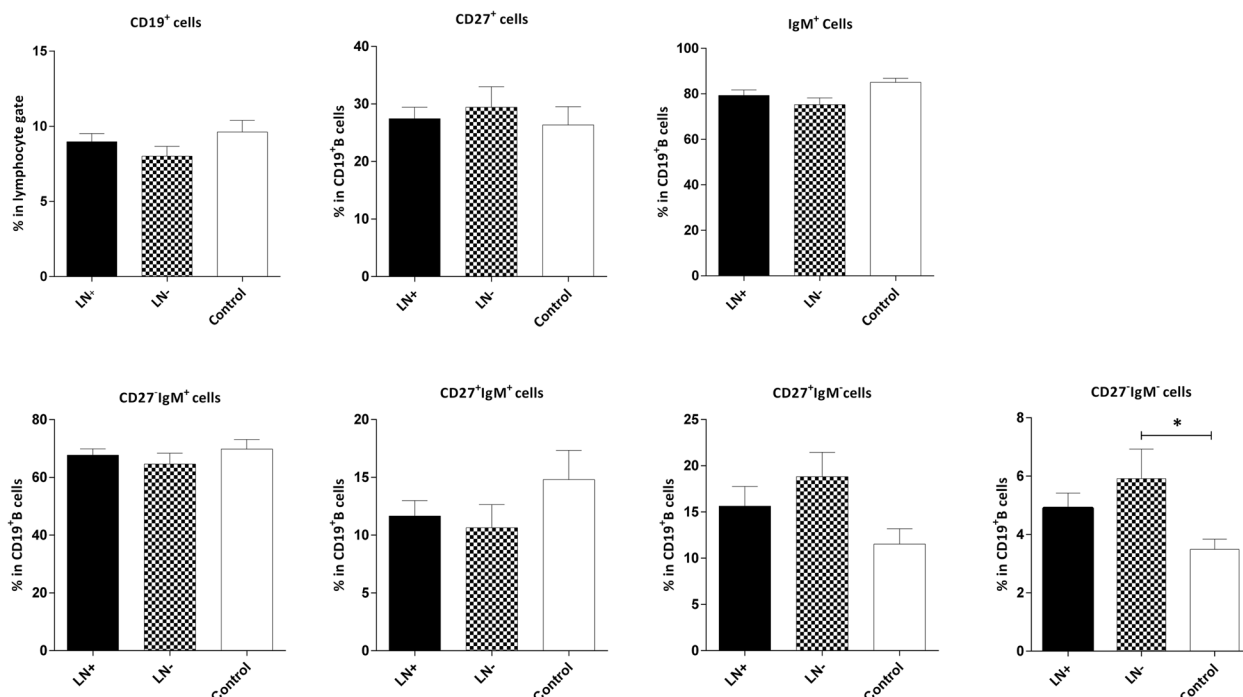 CD19⁺ cells
% in lymphocyte gate
15
10
5
0
LN+
LN-
Control
CD27⁺ cells
% in CD19⁺B cells
40
30
20
10
0
LN+
LN-
Control
IgM⁺ Cells
% in CD19⁺B cells
100
80
60
40
20
0
LN+
LN-
Control
CD27⁻IgM⁺ cells
% in CD19⁺B cells
80
60
40
20
0
LN+
LN-
Control
CD27⁺IgM⁺ cells
% in CD19⁺B cells
20
15
10
5
0
LN+
LN-
Control
CD27⁺IgM⁻cells
% in CD19⁺B cells
25
20
15
10
5
0
LN+
LN-
Control
CD27⁻IgM⁻ cells
% in CD19⁺B cells
8
6
4
2
0
*
LN+
LN-
Control